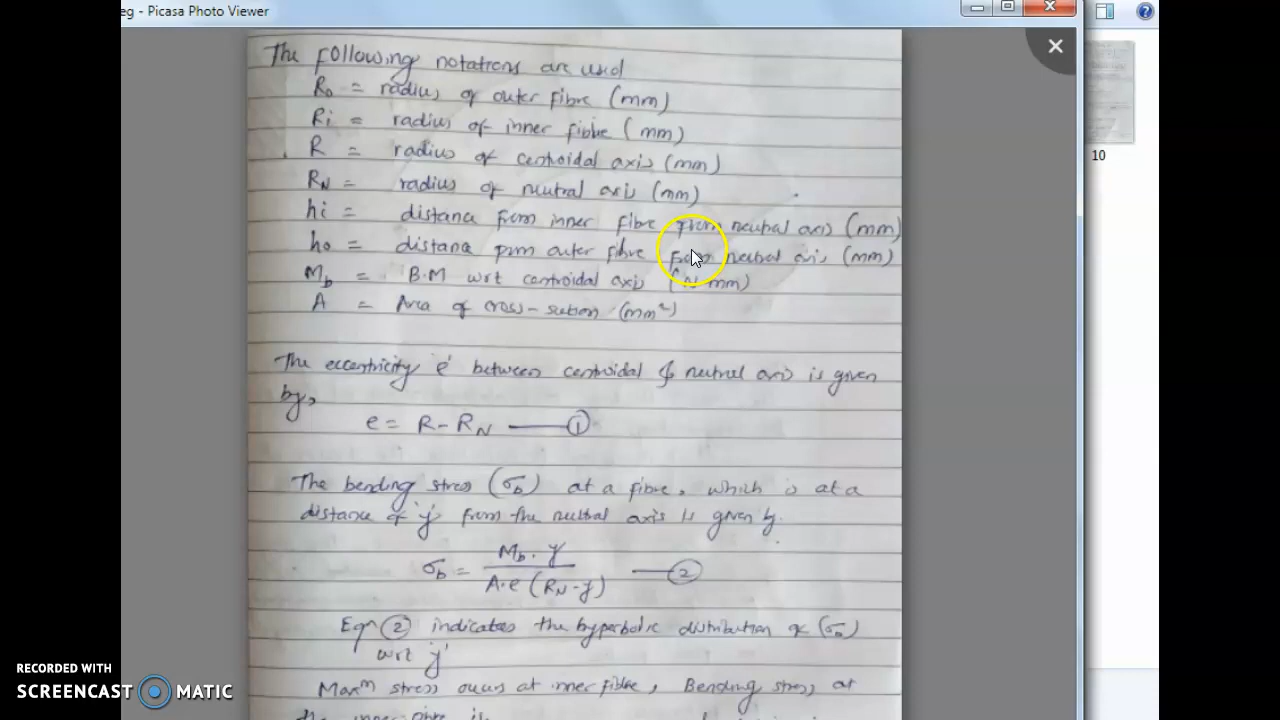 eg - Picasa Photo Viewer
The following notations are used
Ro = radius of outer fibre (mm)
Ri = radius of inner fibre (mm)
R = radius of centroidal axis (mm)
RN = radius of neutral axis (mm)
hi = distance from inner fibre from neutral axis (mm)
ho = distance from outer fibre from neutral axis (mm)
Mb = B.M wrt centroidal axis (N-mm)
A = Area of cross-section (mm²)
10
The eccentricity 'e' between centroidal & neutral axis is given
by,
e = R - RN ——①
The bending stress (σb) at a fibre, which is at a
distance of 'y' from the neutral axis is given by.
σb = Mb . y / A.e (RN - y) ——②
Eqn ② indicates the hyperbolic distribution of (σb)
wrt 'y'
Maxm stress occurs at inner fibre, Bending stress at
the inner fibre is
RECORDED WITH
SCREENCAST MATIC